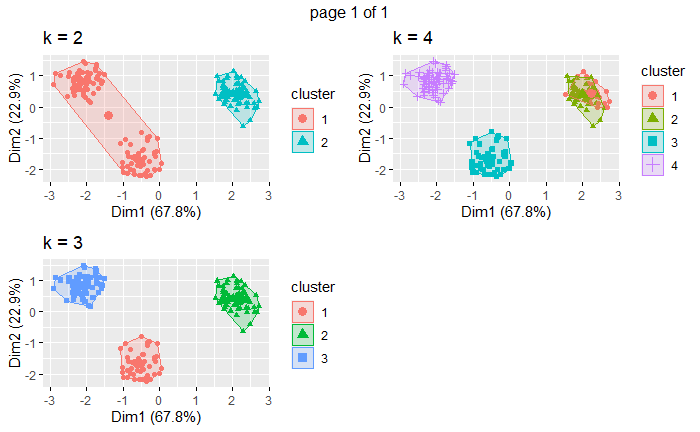 page 1 of 1
k = 2
1
0
-1
-2
Dim2 (22.9%)
-3 -2 -1 0 1 2 3
Dim1 (67.8%)
cluster
1
2
k = 4
1
0
-1
-2
Dim2 (22.9%)
-3 -2 -1 0 1 2 3
Dim1 (67.8%)
cluster
1
2
3
4
k = 3
1
0
-1
-2
Dim2 (22.9%)
-3 -2 -1 0 1 2 3
Dim1 (67.8%)
cluster
1
2
3